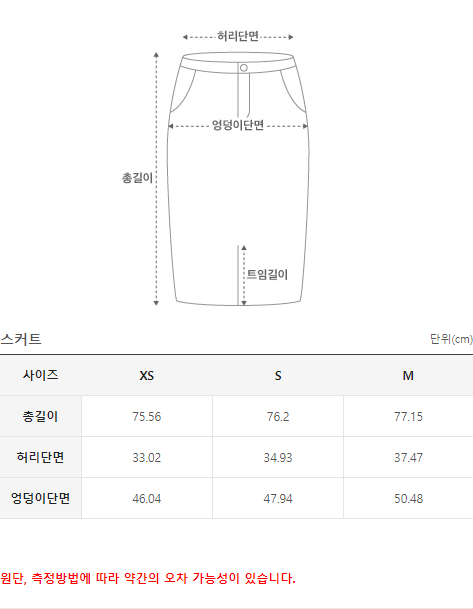 허리단면
엉덩이단면
총길이
트임길이
스커트 단위(cm)
사이즈 XS S M
총길이 75.56 76.2 77.15
허리단면 33.02 34.93 37.47
엉덩이단면 46.04 47.94 50.48
원단, 측정방법에 따라 약간의 오차 가능성이 있습니다.